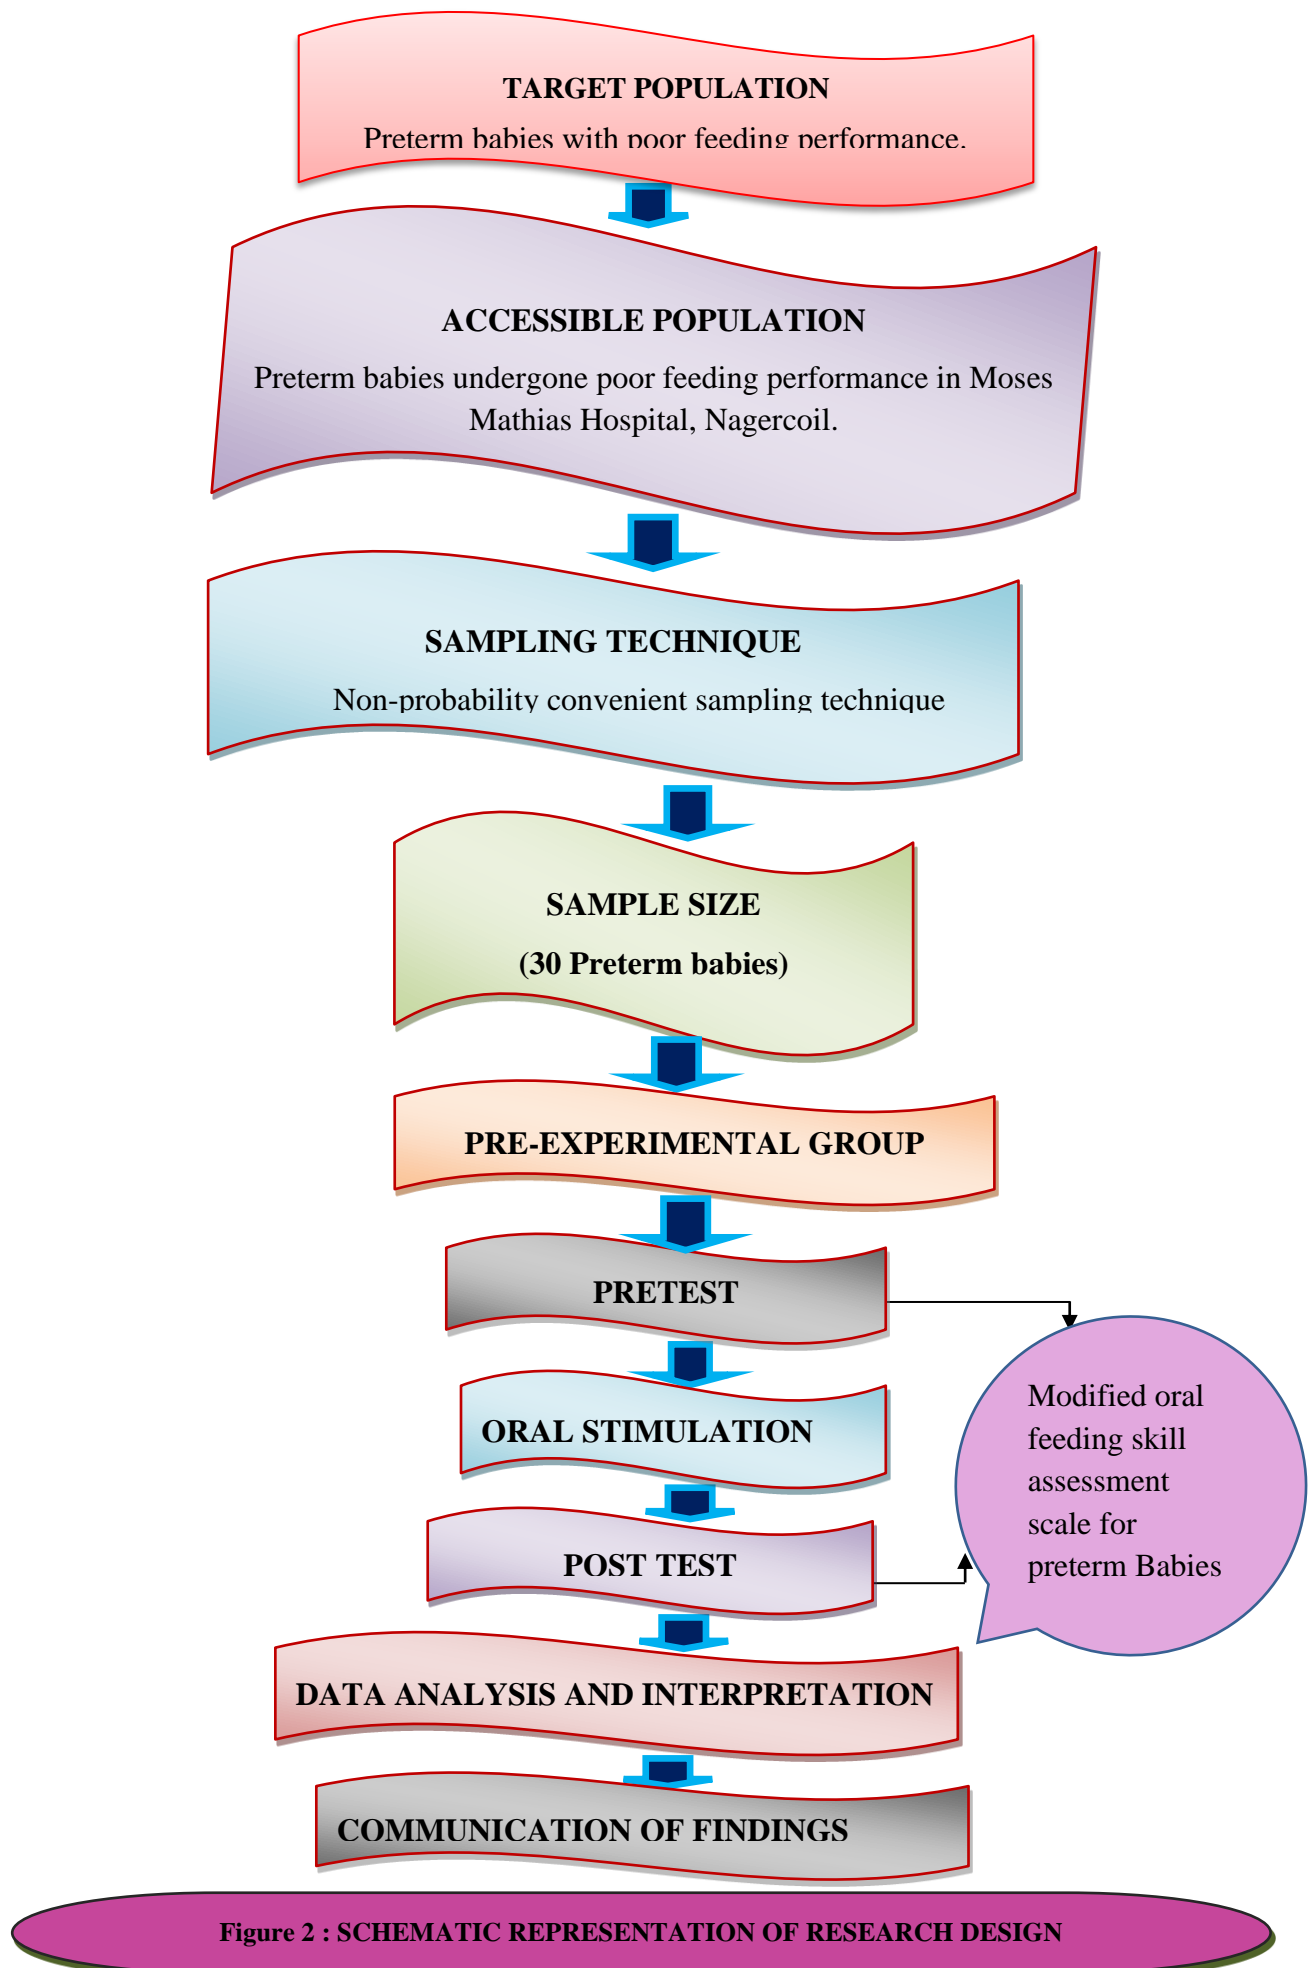 TARGET POPULATION
Preterm babies with poor feeding performance.
ACCESSIBLE POPULATION
Preterm babies undergone poor feeding performance in Moses
Mathias Hospital, Nagercoil.
SAMPLING TECHNIQUE
Non-probability convenient sampling technique
SAMPLE SIZE
(30 Preterm babies)
PRE-EXPERIMENTAL GROUP
PRETEST
ORAL STIMULATION
Modified oral
feeding skill
assessment
scale for
preterm Babies
POST TEST
DATA ANALYSIS AND INTERPRETATION
COMMUNICATION OF FINDINGS
Figure 2 : SCHEMATIC REPRESENTATION OF RESEARCH DESIGN